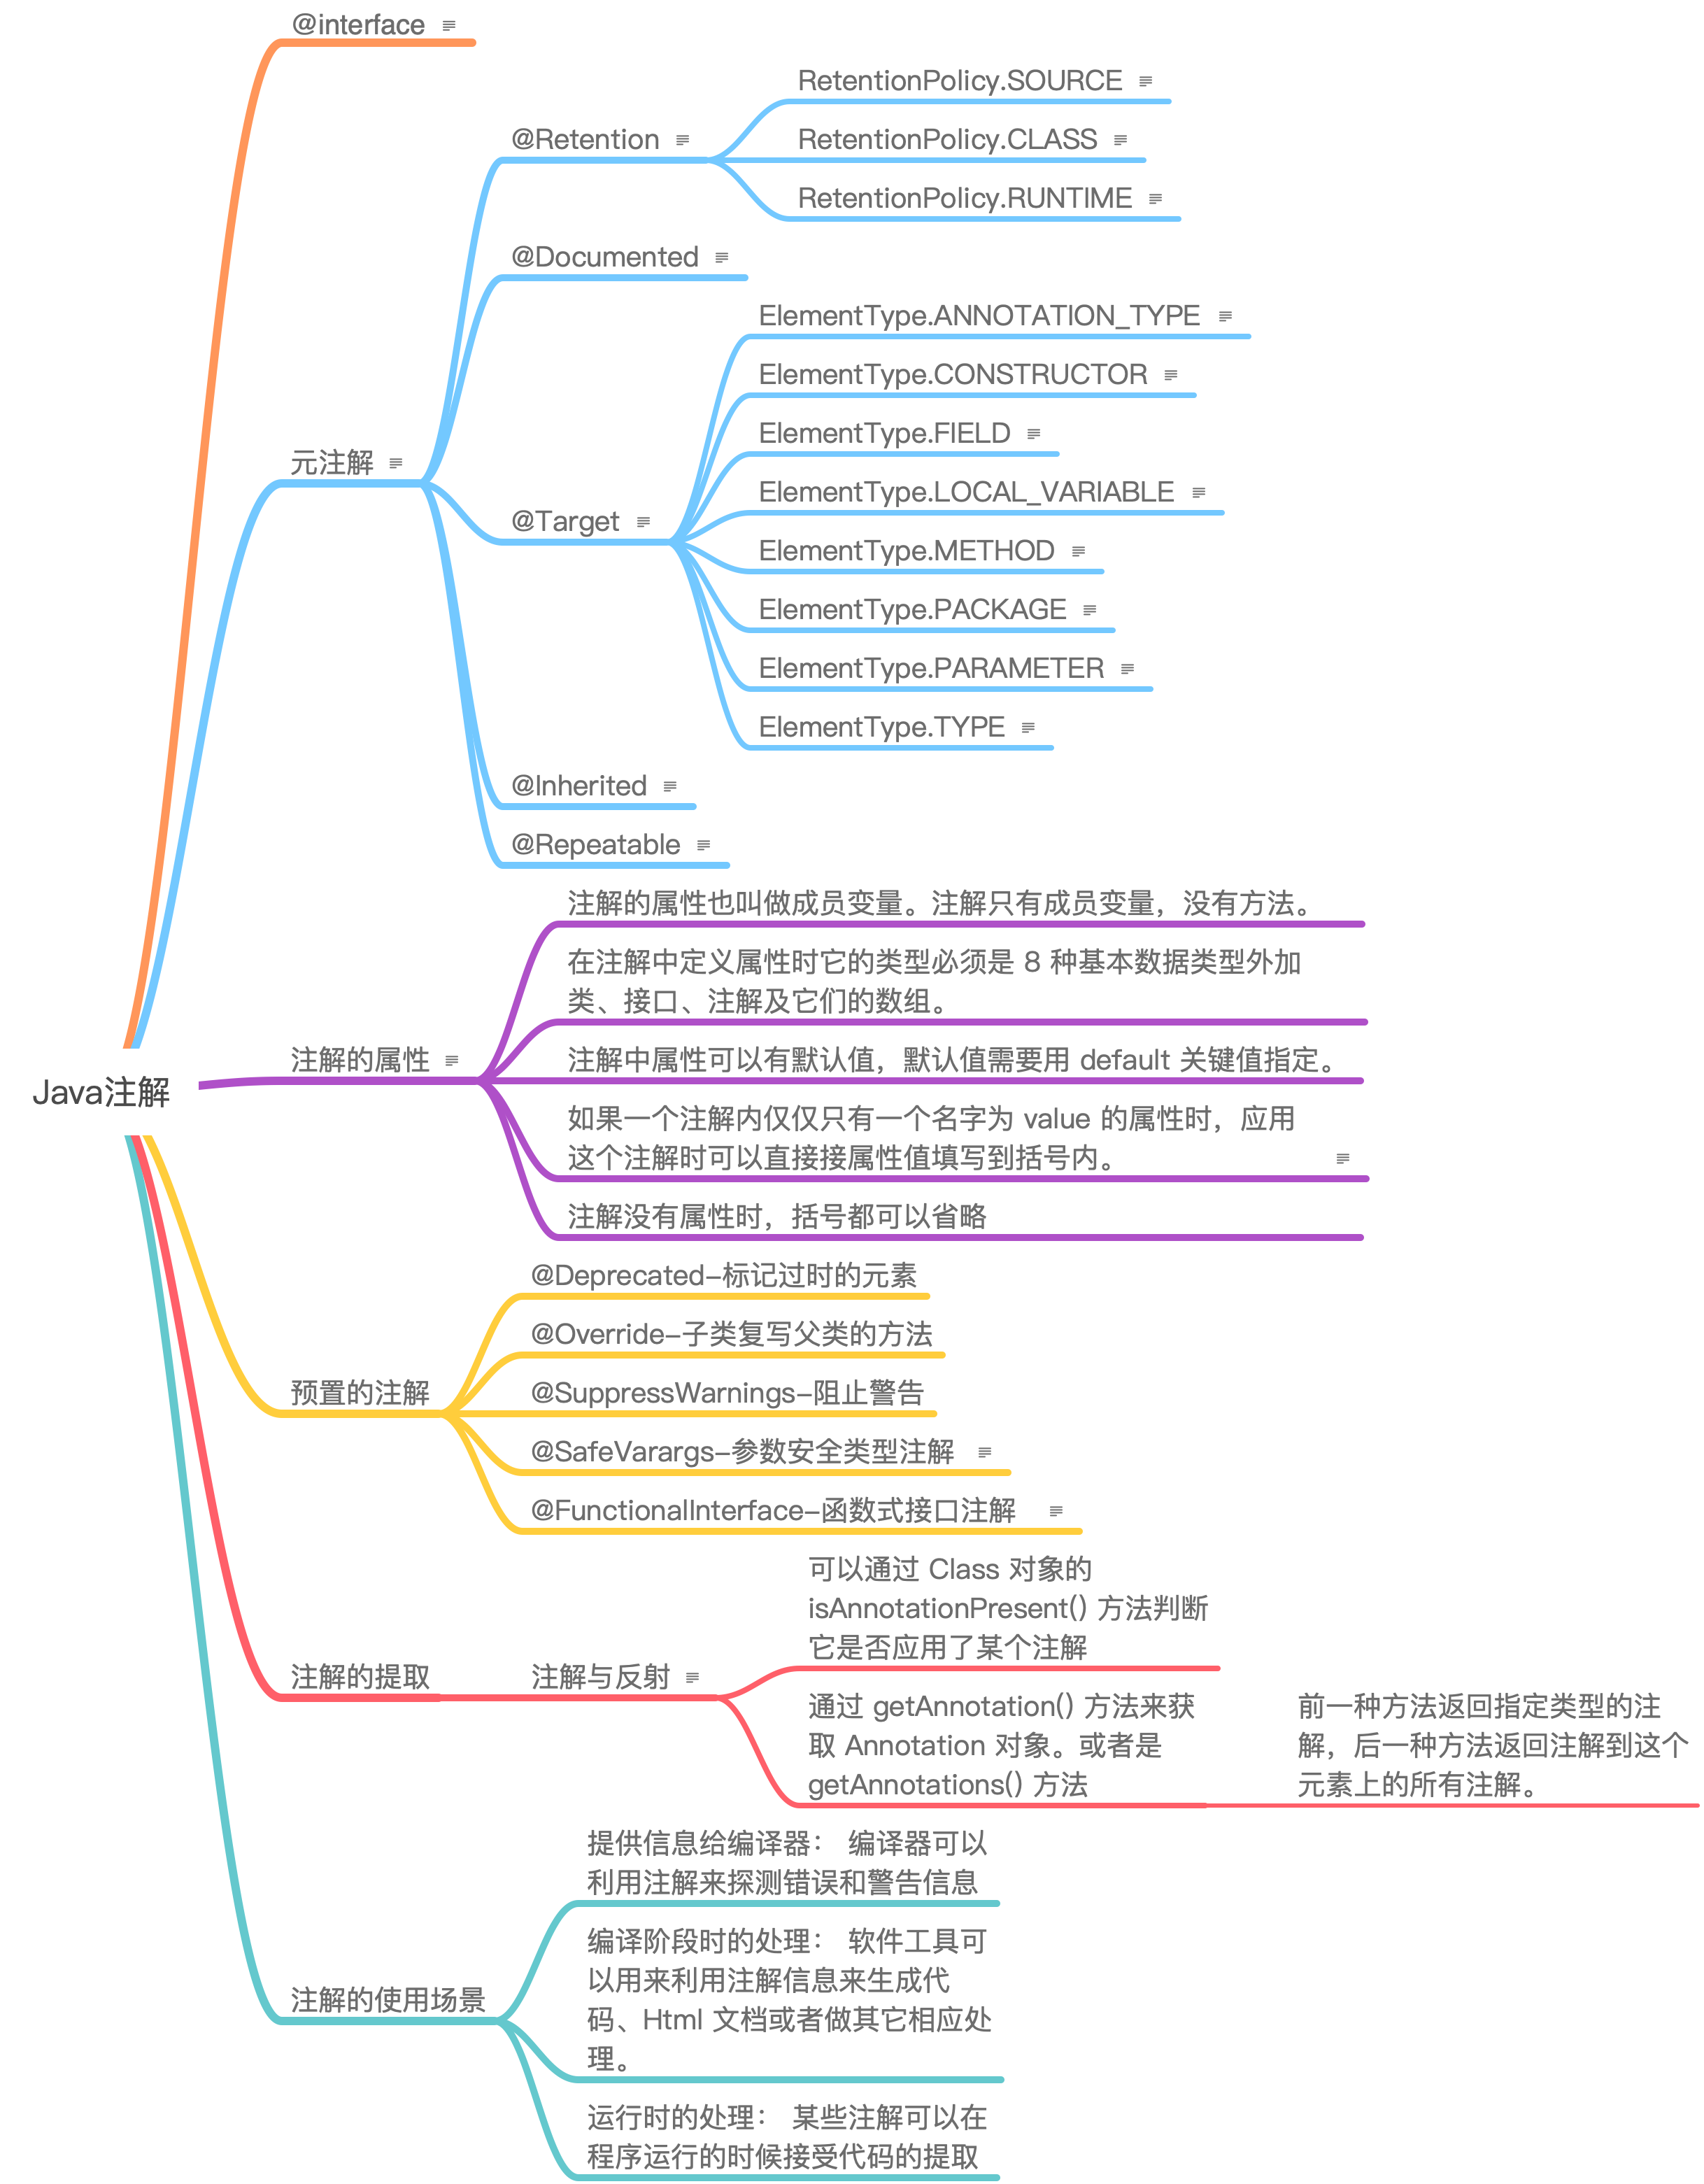 @interface
RetentionPolicy.SOURCE
@Retention
RetentionPolicy.CLASS
RetentionPolicy.RUNTIME
@Documented
ElementType.ANNOTATION_TYPE
ElementType.CONSTRUCTOR
ElementType.FIELD
元注解
ElementType.LOCAL_VARIABLE
@Target
ElementType.METHOD
ElementType.PACKAGE
ElementType.PARAMETER
ElementType.TYPE
@Inherited
@Repeatable
注解的属性也叫做成员变量。注解只有成员变量，没有方法。
在注解中定义属性时它的类型必须是 8 种基本数据类型外加
类、接口、注解及它们的数组。
注解的属性
注解中属性可以有默认值，默认值需要用 default 关键值指定。
Java注解
如果一个注解内仅仅只有一个名字为 value 的属性时，应用
这个注解时可以直接接属性值填写到括号内。
注解没有属性时，括号都可以省略
@Deprecated-标记过时的元素
@Override-子类复写父类的方法
预置的注解
@SuppressWarnings-阻止警告
@SafeVarargs-参数安全类型注解
@FunctionalInterface-函数式接口注解
可以通过 Class 对象的
isAnnotationPresent() 方法判断
它是否应用了某个注解
注解的提取
注解与反射
通过 getAnnotation() 方法来获
取 Annotation 对象。或者是
getAnnotations() 方法
前一种方法返回指定类型的注
解，后一种方法返回注解到这个
元素上的所有注解。
提供信息给编译器： 编译器可以
利用注解来探测错误和警告信息
注解的使用场景
编译阶段时的处理： 软件工具可
以用来利用注解信息来生成代
码、Html 文档或者做其它相应处
理。
运行时的处理： 某些注解可以在
程序运行的时候接受代码的提取